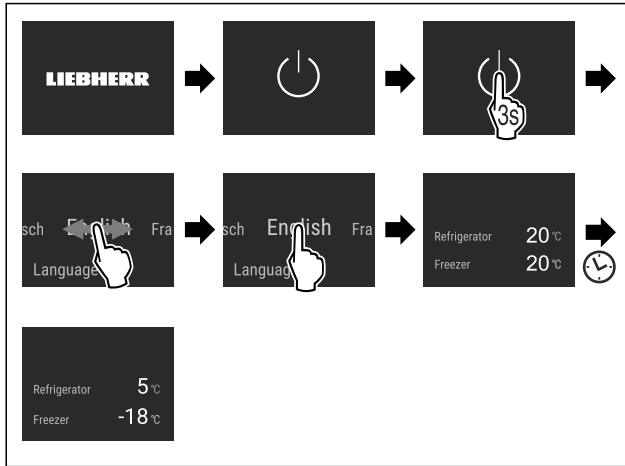 LIEBHERR
3s
sch English Fra
Language
sch English Fra
Language
Refrigerator 20 °C
Freezer 20 °C
Refrigerator 5 °C
Freezer -18 °C